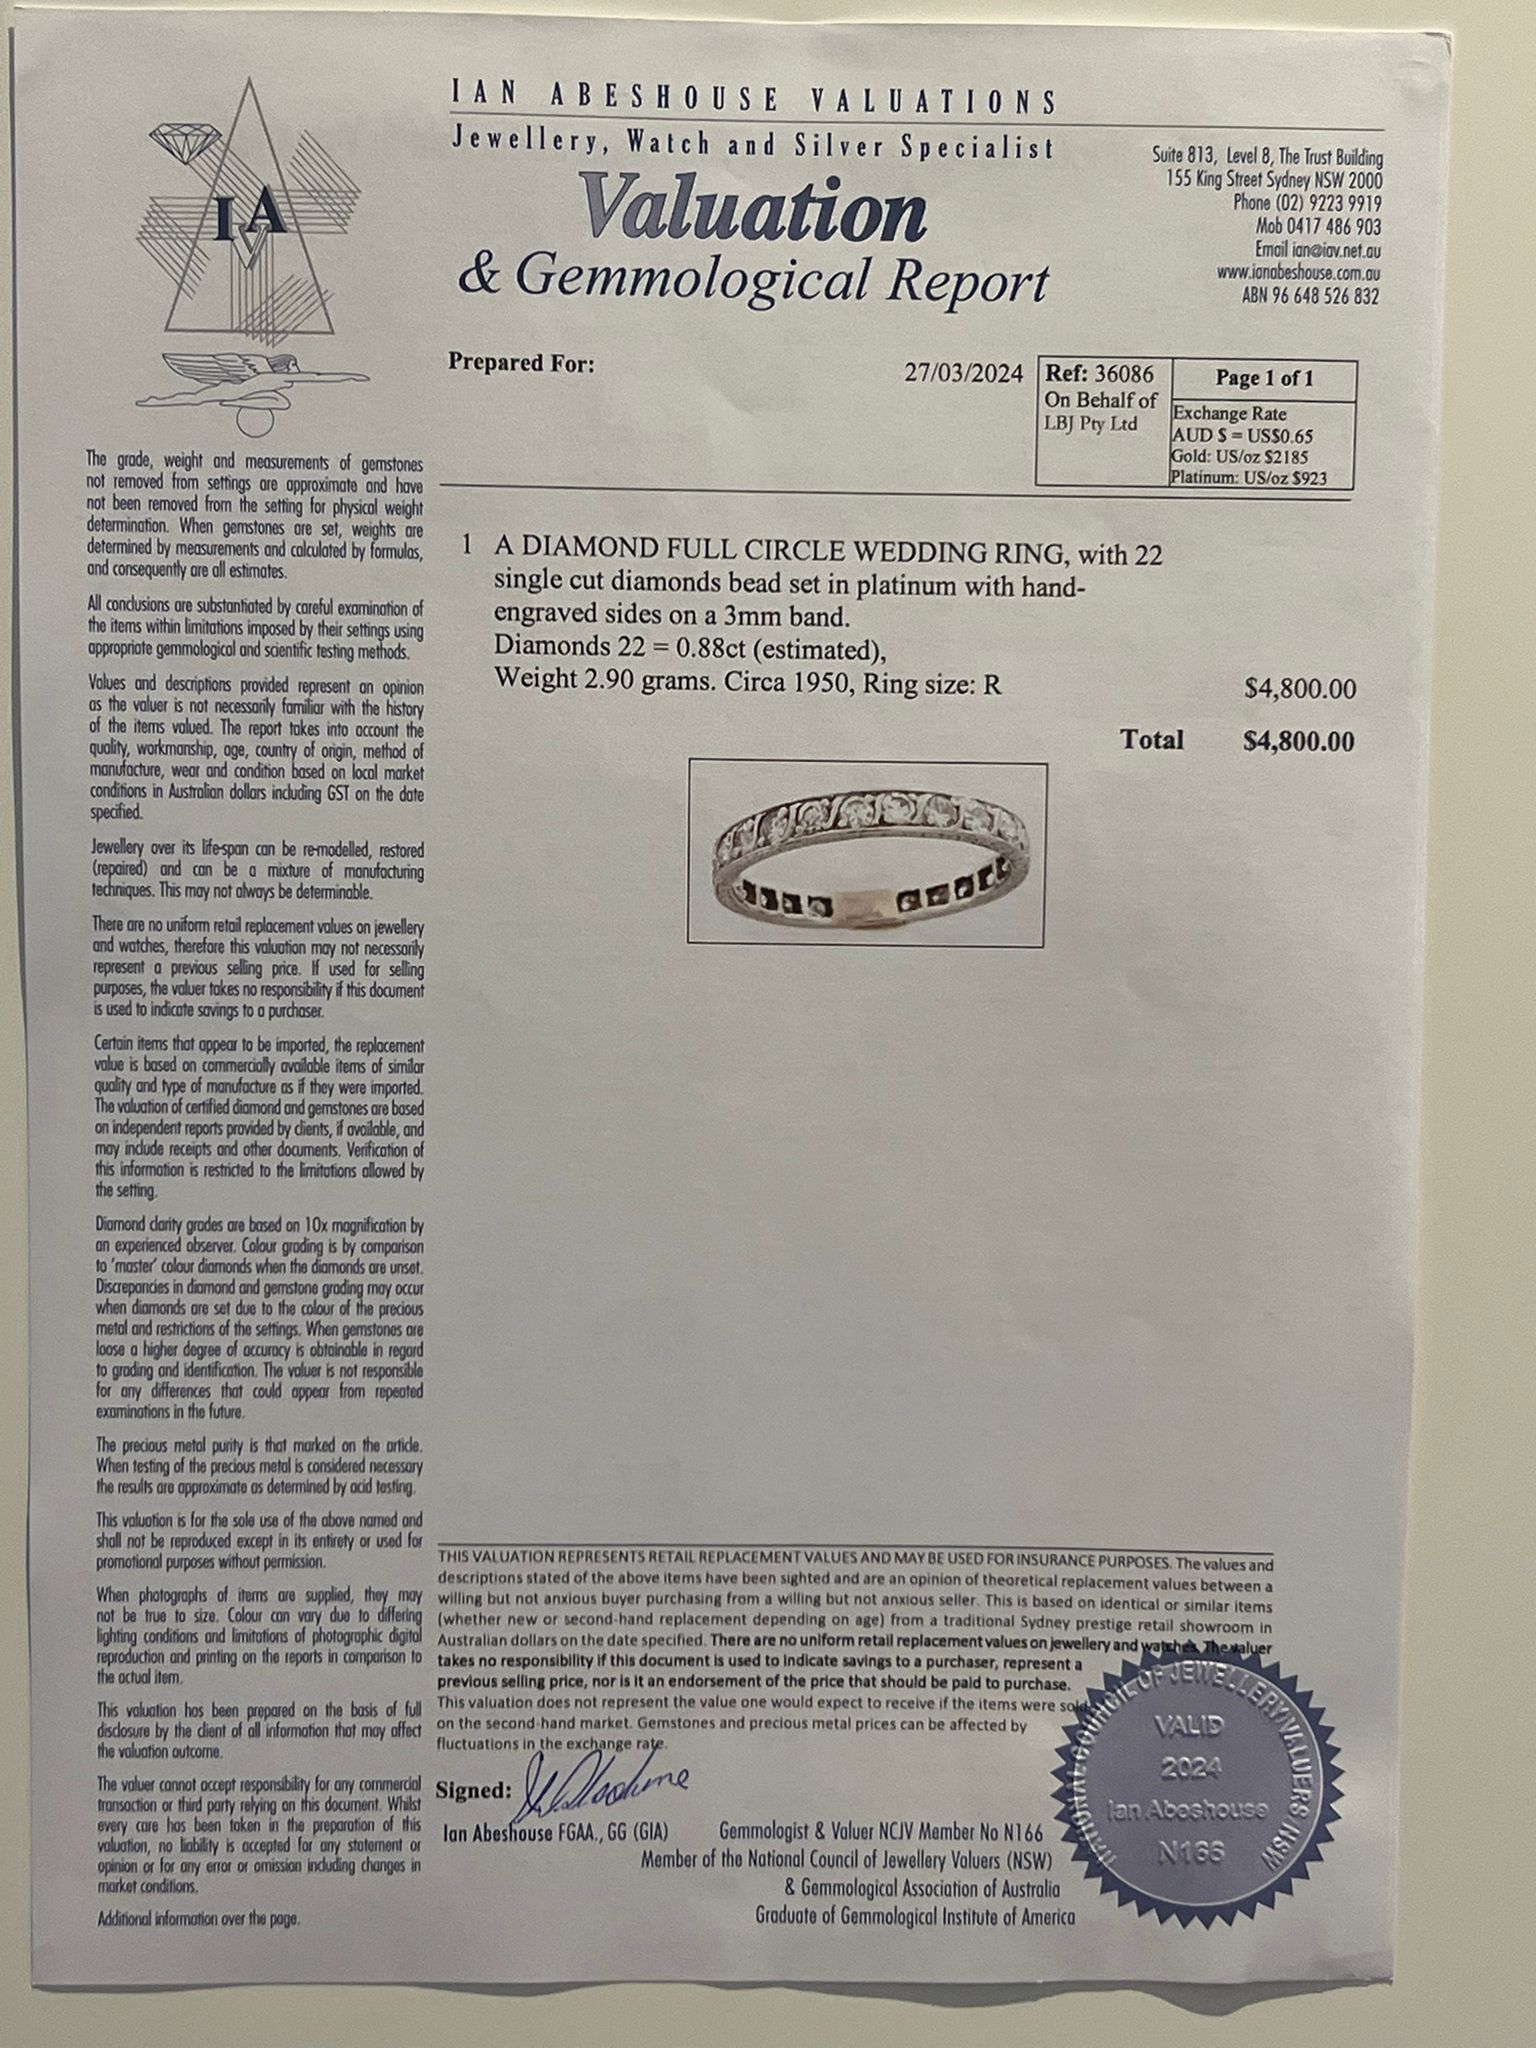 IAN ABESHOUSE VALUATIONS
Jewellery, Watch and Silver Specialist
Valuation
& Gemmological Report
Suite 813, Level 8, The Trust Building
155 King Street Sydney NSW 2000
Phone (02) 9223 9919
Mob 0417 486 903
Email ian@iav.net.au
www.ianabeshouse.com.au
ABN 96 648 526 832
IVA
Prepared For:
27/03/2024
Ref: 36086
On Behalf of
LBJ Pty Ltd
Page 1 of 1
Exchange Rate
AUD $ = US$0.65
Gold: US/oz $2185
Platinum: US/oz $923
The grade, weight and measurements of gemstones
not removed from settings are approximate and have
not been removed from the setting for physical weight
determination. When gemstones are set, weights are
determined by measurements and calculated by formulas,
and consequently are all estimates.
All conclusions are substantiated by careful examination of
the items within limitations imposed by their settings using
appropriate gemmological and scientific testing methods.
Values and descriptions provided represent an opinion
as the valuer is not necessarily familiar with the history
of the items valued. The report takes into account the
quality, workmanship, age, country of origin, method of
manufacture, wear and condition based on local market
conditions in Australian dollars including GST on the date
specified.
Jewellery over its life-span can be re-modelled, restored
(repaired) and can be a mixture of manufacturing
techniques. This may not always be determinable.
There are no uniform retail replacement values on jewellery
and watches, therefore this valuation may not necessarily
represent a previous selling price. If used for selling
purposes, the valuer takes no responsibility if this document
is used to indicate savings to a purchaser.
Certain items that appear to be imported, the replacement
value is based on commercially available items of similar
quality and type of manufacture as if they were imported.
The valuation of certified diamond and gemstones are based
on independent reports provided by clients, if available, and
may include receipts and other documents. Verification of
this information is restricted to the limitations allowed by
the setting.
Diamond clarity grades are based on 10x magnification by
an experienced observer. Colour grading is by comparison
to 'master' colour diamonds when the diamonds are unset.
Discrepancies in diamond and gemstone grading may occur
when diamonds are set due to the colour of the precious
metal and restrictions of the settings. When gemstones are
loose a higher degree of accuracy is obtainable in regard
to grading and identification. The valuer is not responsible
for any differences that could appear from repeated
examinations in the future.
The precious metal purity is that marked on the article.
When testing of the precious metal is considered necessary
the results are approximate as determined by acid testing.
This valuation is for the sole use of the above named and
shall not be reproduced except in its entirety or used for
promotional purposes without permission.
When photographs of items are supplied, they may
not be true to size. Colour can vary due to differing
lighting conditions and limitations of photographic digital
reproduction and printing on the reports in comparison to
the actual item.
This valuation has been prepared on the basis of full
disclosure by the client of all information that may affect
the valuation outcome.
The valuer cannot accept responsibility for any commercial
transaction or third party relying on this document. Whilst
every care has been taken in the preparation of this
valuation, no liability is accepted for any statement or
opinion or for any error or omission including changes in
market conditions.
Additional information over the page.
1 A DIAMOND FULL CIRCLE WEDDING RING, with 22
single cut diamonds bead set in platinum with hand-
engraved sides on a 3mm band.
Diamonds 22 = 0.88ct (estimated),
Weight 2.90 grams. Circa 1950, Ring size: R $4,800.00
Total $4,800.00
THIS VALUATION REPRESENTS RETAIL REPLACEMENT VALUES AND MAY BE USED FOR INSURANCE PURPOSES. The values and
descriptions stated of the above items have been sighted and are an opinion of theoretical replacement values between a
willing but not anxious buyer purchasing from a willing but not anxious seller. This is based on identical or similar items
(whether new or second-hand replacement depending on age) from a traditional Sydney prestige retail showroom in
Australian dollars on the date specified. There are no uniform retail replacement values on jewellery and watches. The valuer
takes no responsibility if this document is used to indicate savings to a purchaser, represent a
previous selling price, nor is it an endorsement of the price that should be paid to purchase.
This valuation does not represent the value one would expect to receive if the items were sold
on the second-hand market. Gemstones and precious metal prices can be affected by
fluctuations in the exchange rate.
Signed:
Ian Abeshouse FGAA., GG (GIA) Gemmologist & Valuer NCJV Member No N166
Member of the National Council of Jewellery Valuers (NSW)
& Gemmological Association of Australia
Graduate of Gemmological Institute of America
NATIONAL COUNCIL OF JEWELLERY VALUERS NSW
VALID
2024
Ian Abeshouse
N166